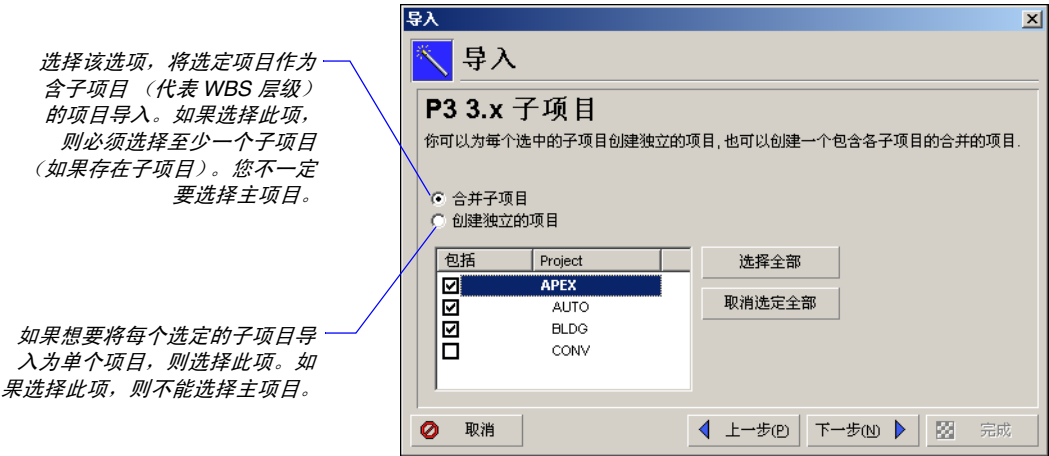 选择该选项，将选定项目作为
含子项目 （代表 WBS 层级）
的项目导入。如果选择此项，
则必须选择至少一个子项目
（如果存在子项目）。您不一定
要选择主项目。
如果想要将每个选定的子项目导
入为单个项目，则选择此项。如
果选择此项，则不能选择主项目。
导入
导入
P3 3.x 子项目
你可以为每个选中的子项目创建独立的项目,也可以创建一个包含各子项目的合并的项目.
合并子项目
创建独立的项目
包括 Project
APEX
AUTO
BLDG
CONV
选择全部
取消选定全部
取消
上一步(P)
下一步(N)
完成